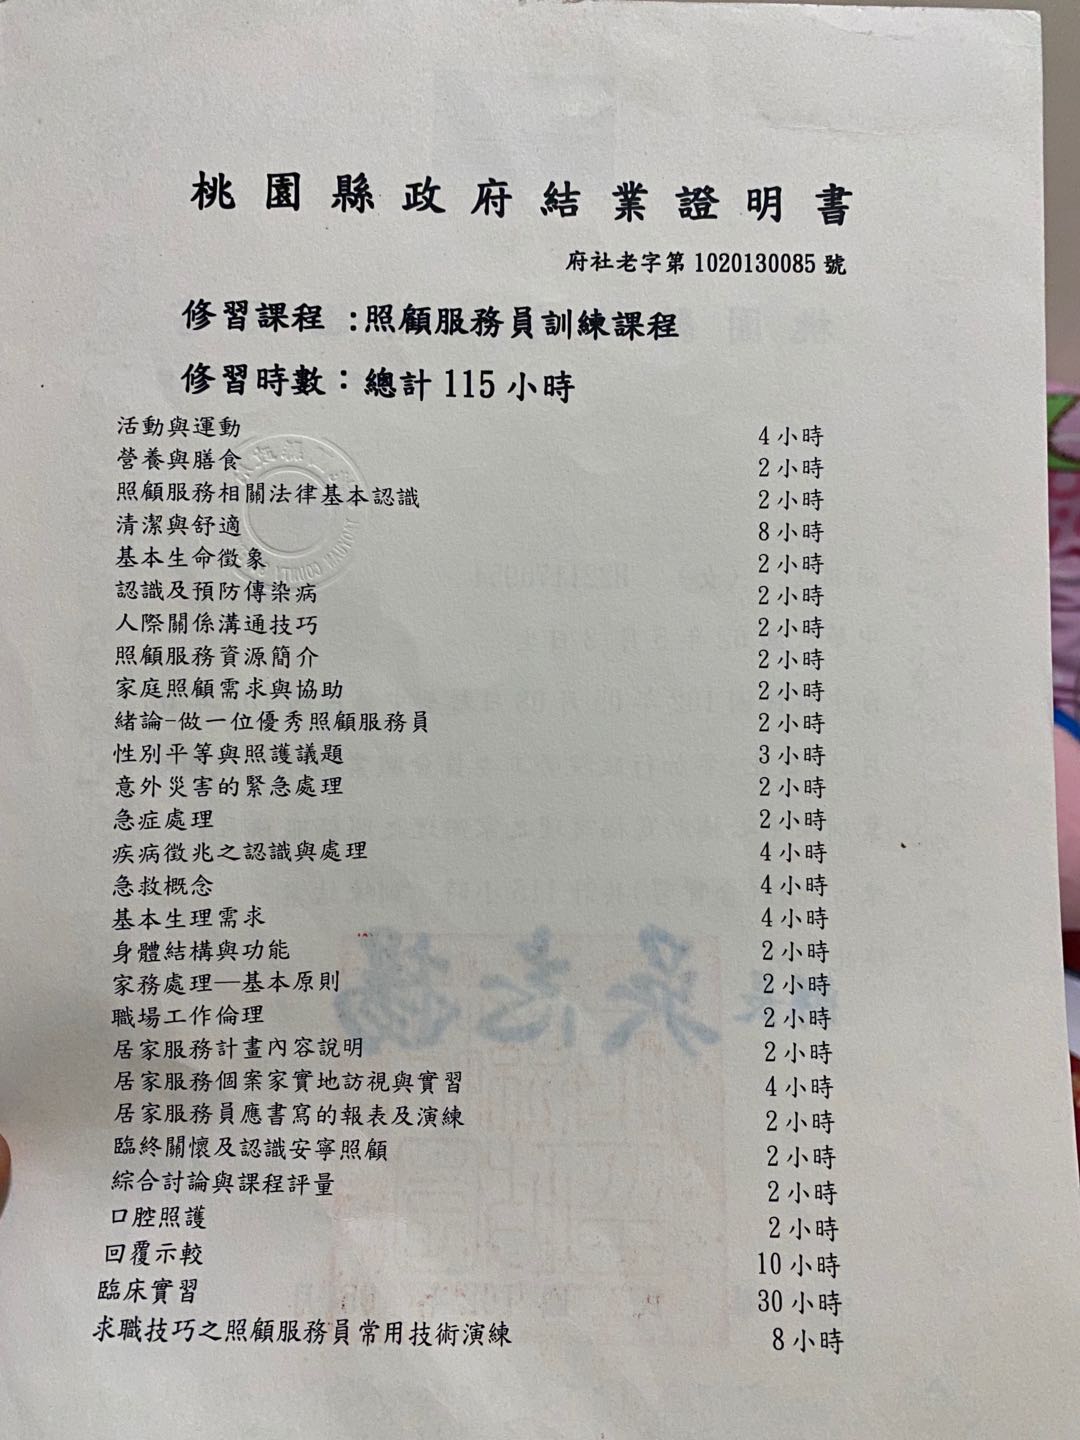 桃園縣政府結業證明書
府社老字第1020130085號
修習課程 :照顧服務員訓練課程
修習時數:總計115小時
活動與運動 4小時
營養與膳食 2小時
照顧服務相關法律基本認識 2小時
清潔與舒適 8小時
基本生命徵象 2小時
認識及預防傳染病 2小時
人際關係溝通技巧 2小時
照顧服務資源簡介 2小時
家庭照顧需求與協助 2小時
緒論-做一位優秀照顧服務員 2小時
性別平等與照護議題 3小時
意外災害的緊急處理 2小時
急症處理 2小時
疾病徵兆之認識與處理 4小時
急救概念 4小時
基本生理需求 4小時
身體結構與功能 2小時
家務處理—基本原則 2小時
職場工作倫理 2小時
居家服務計畫內容說明 2小時
居家服務個案家實地訪視與實習 4小時
居家服務員應書寫的報表及演練 2小時
臨終關懷及認識安寧照顧 2小時
綜合討論與課程評量 2小時
口腔照護 2小時
回覆示較 10小時
臨床實習 30小時
求職技巧之照顧服務員常用技術演練 8小時